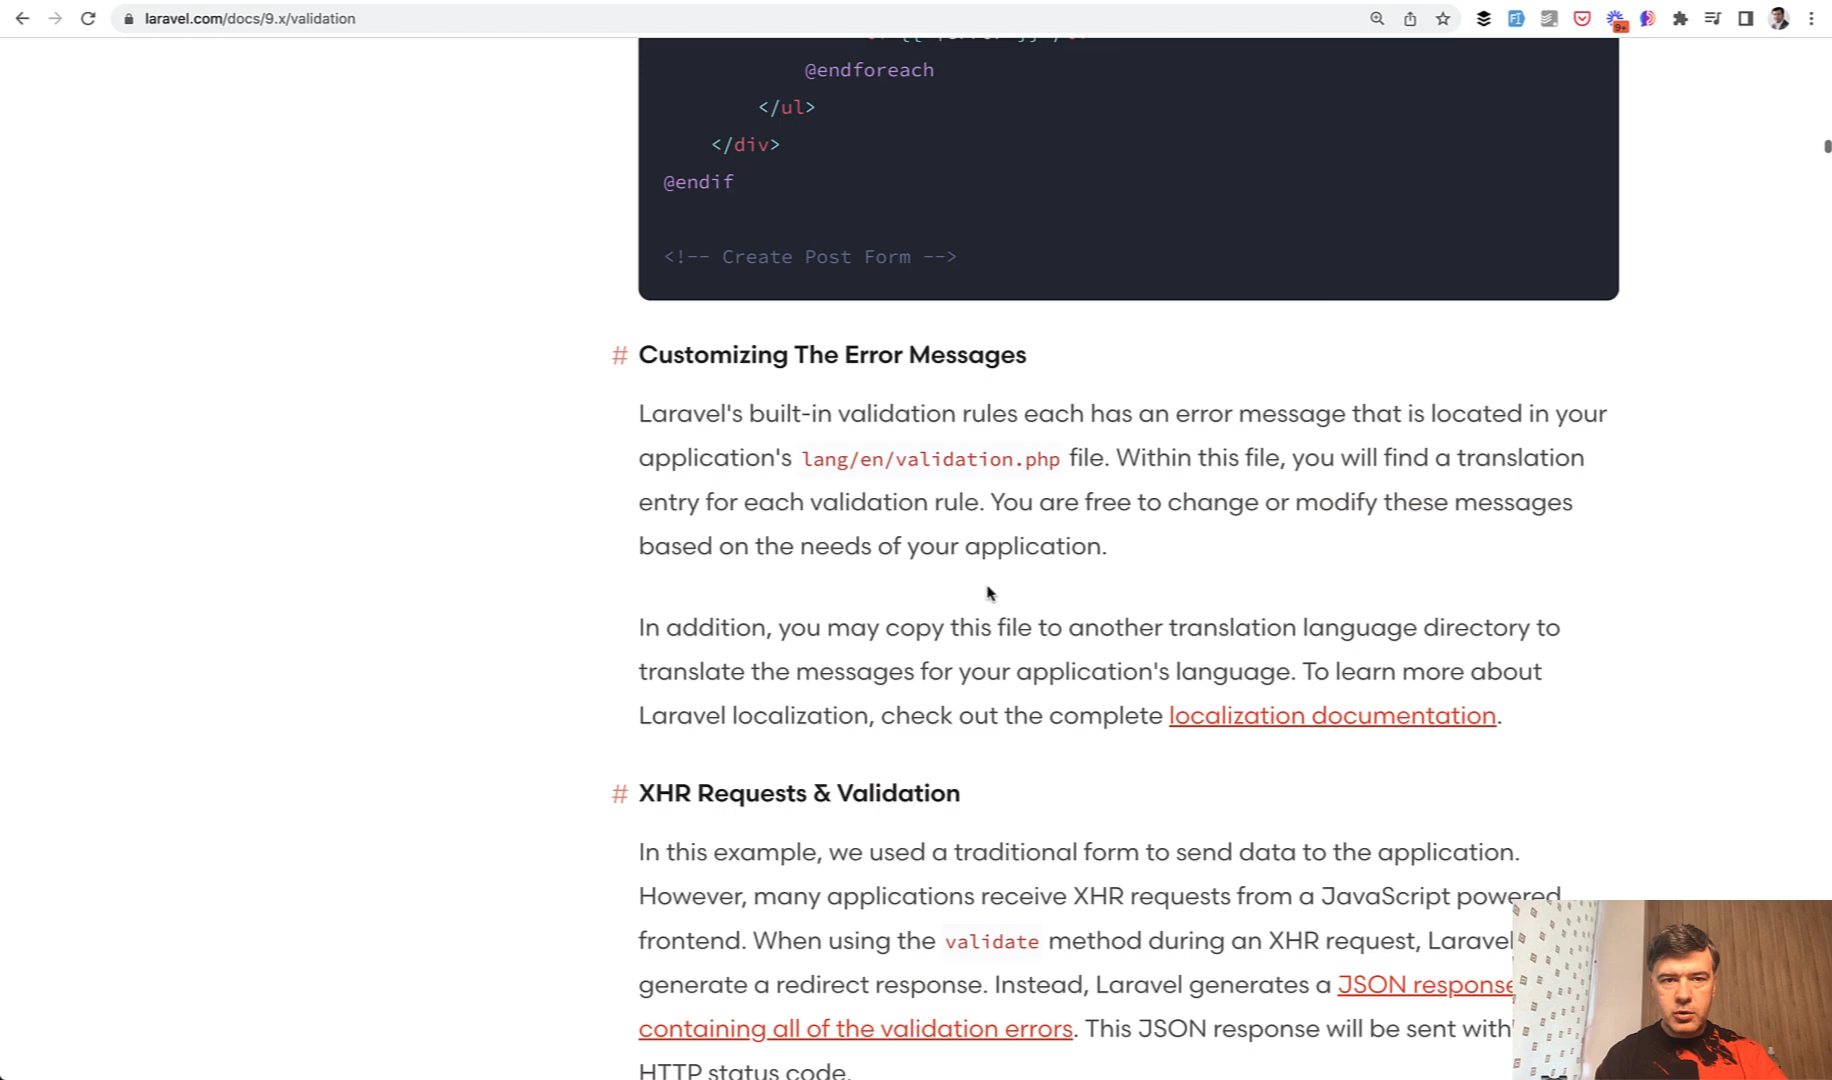 laravel.com/docs/9.x/validation
9+
@endforeach
</ul>
</div>
@endif
<!-- Create Post Form -->
# Customizing The Error Messages
Laravel's built-in validation rules each has an error message that is located in your
application's lang/en/validation.php file. Within this file, you will find a translation
entry for each validation rule. You are free to change or modify these messages
based on the needs of your application.
In addition, you may copy this file to another translation language directory to
translate the messages for your application's language. To learn more about
Laravel localization, check out the complete localization documentation.
# XHR Requests & Validation
In this example, we used a traditional form to send data to the application.
However, many applications receive XHR requests from a JavaScript powered
frontend. When using the validate method during an XHR request, Laravel
generate a redirect response. Instead, Laravel generates a JSON response
containing all of the validation errors. This JSON response will be sent with
HTTP status code.